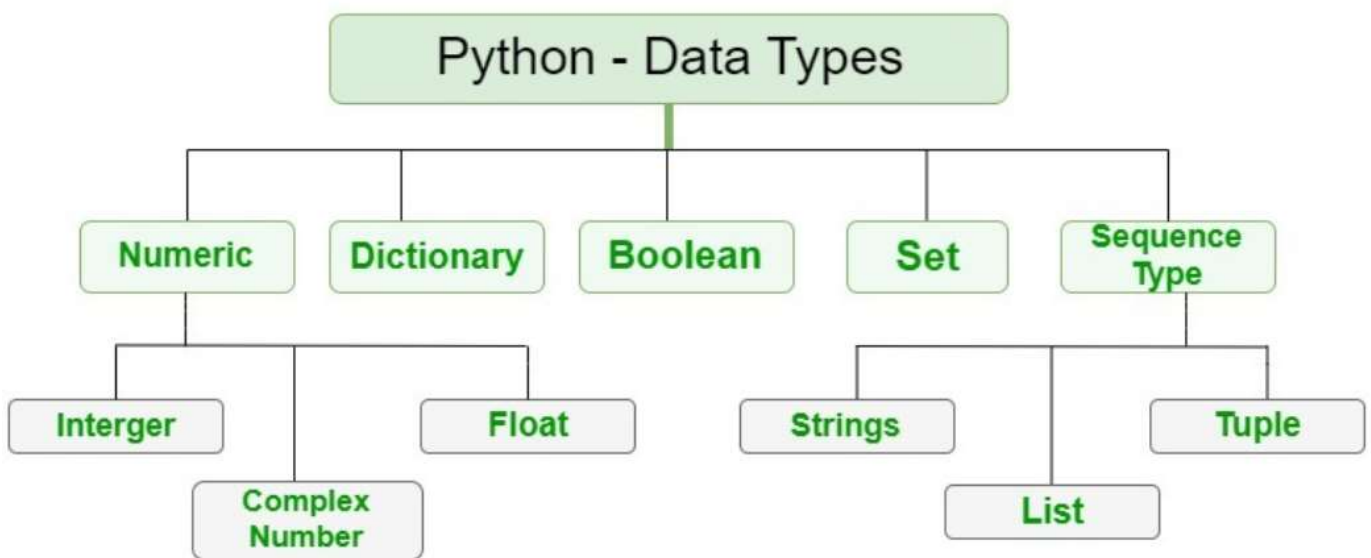 Python - Data Types
Numeric
Dictionary
Boolean
Set
Sequence
Type
Interger
Float
Strings
Tuple
Complex
Number
List